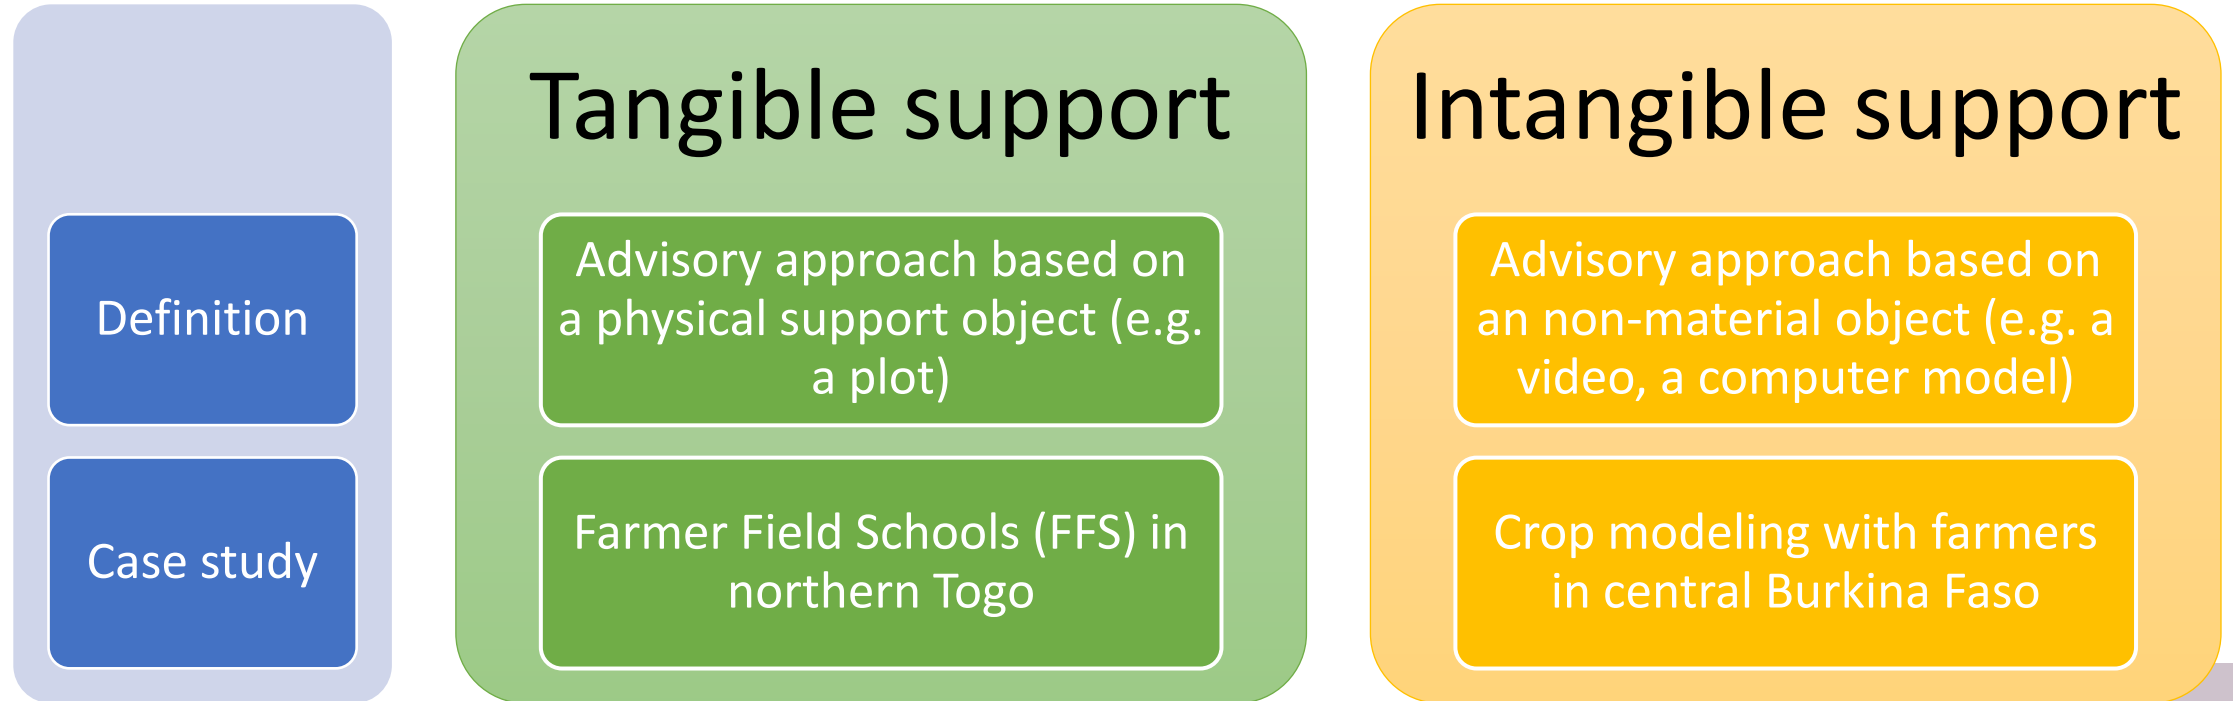 Tangible support
Intangible support
Definition
Advisory approach based on
a physical support object (e.g.
a plot)
Advisory approach based on
an non-material object (e.g. a
video, a computer model)
Case study
Farmer Field Schools (FFS) in
northern Togo
Crop modeling with farmers
in central Burkina Faso